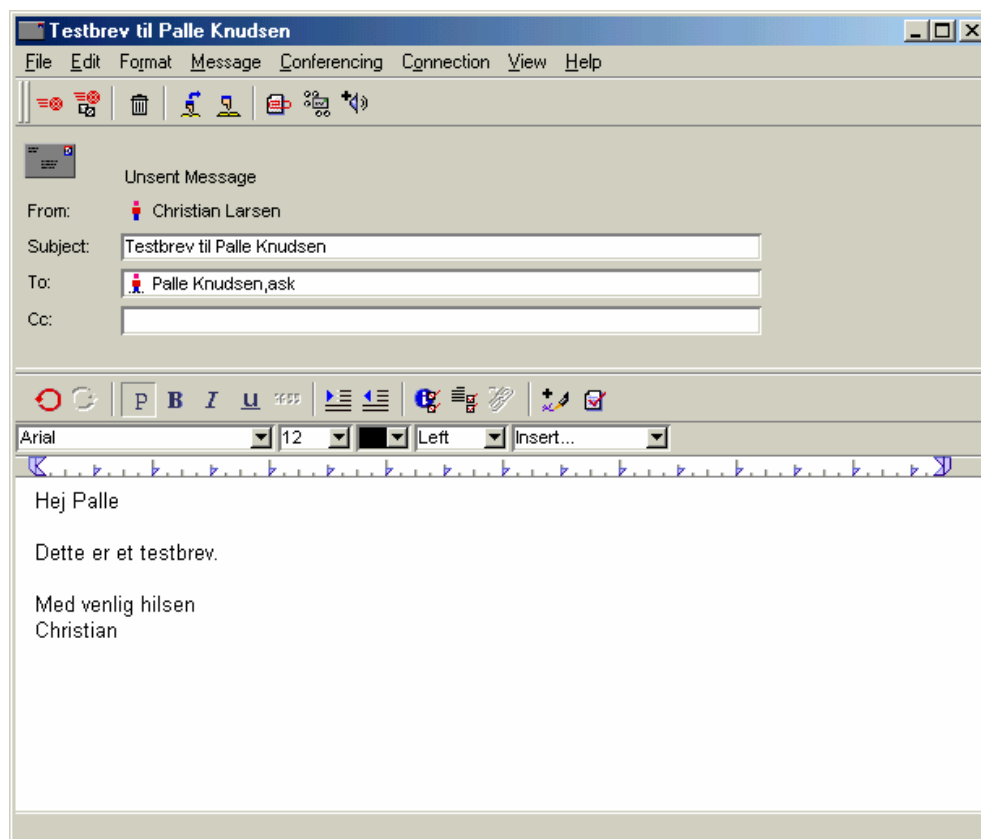 Testbrev til Palle Knudsen
File Edit Format Message Conferencing Connection View Help
Unsent Message
From: Christian Larsen
Subject: Testbrev til Palle Knudsen
To: Palle Knudsen,ask
Cc:
P B I U
Arial 12 Left Insert...
Hej Palle
Dette er et testbrev.
Med venlig hilsen
Christian